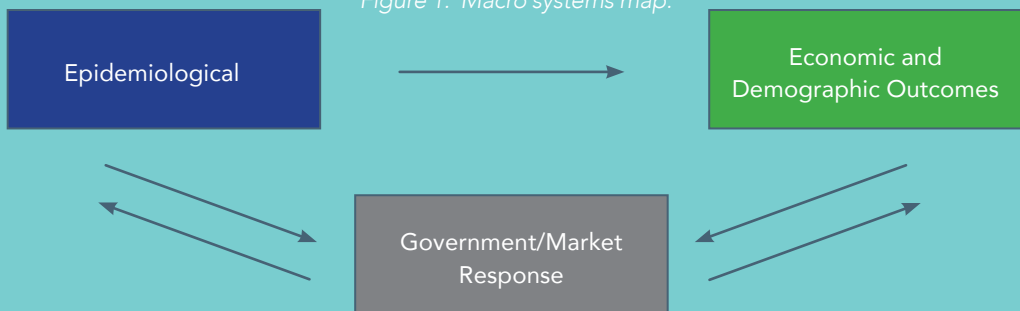 Figure 1. Macro systems map.
Epidemiological
Economic and
Demographic Outcomes
Government/Market
Response